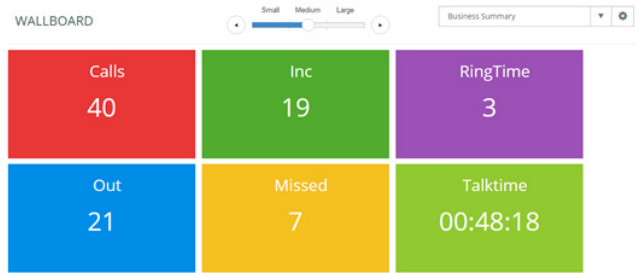 WALLBOARD
Small Medium Large
Business Summary
Calls
40
Inc
19
RingTime
3
Out
21
Missed
7
Talktime
00:48:18